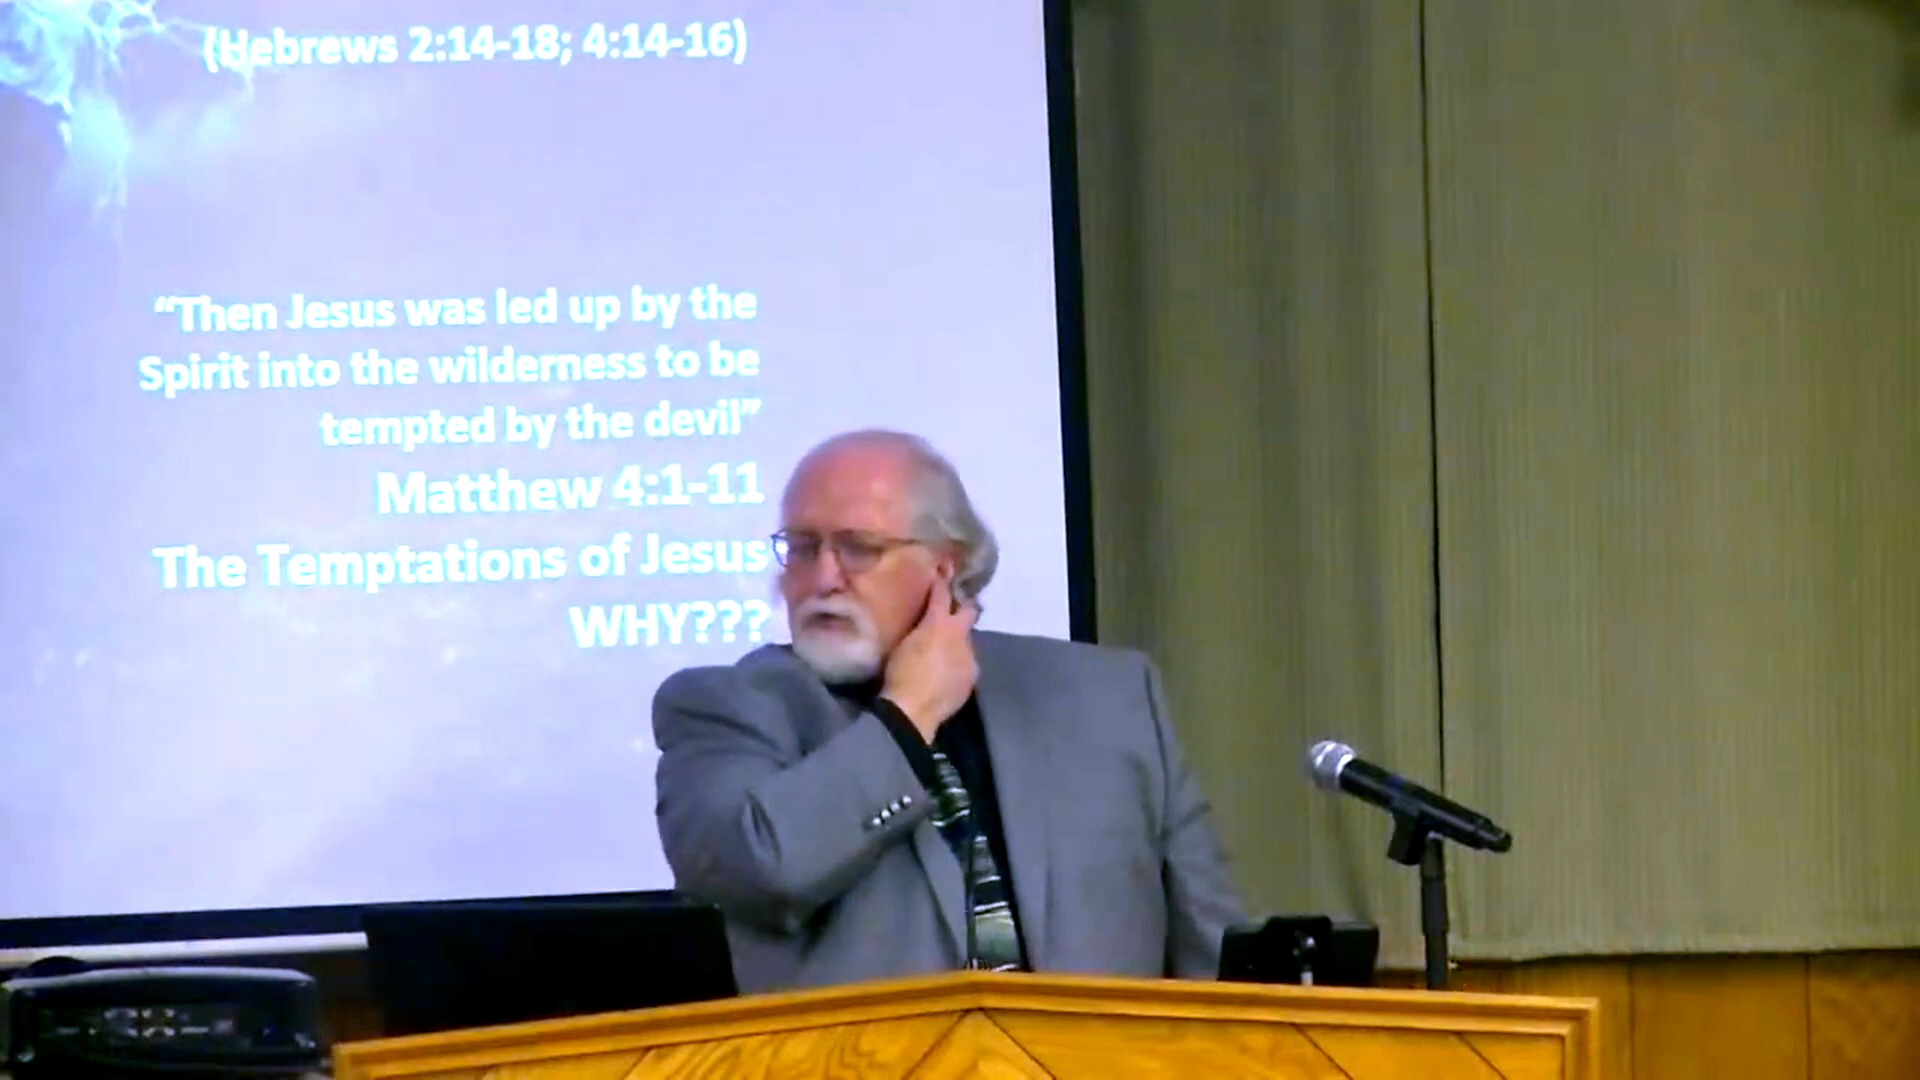 (Hebrews 2:14-18; 4:14-16)
“Then Jesus was led up by the
Spirit into the wilderness to be
tempted by the devil”
Matthew 4:1-11
The Temptations of Jesus
WHY???